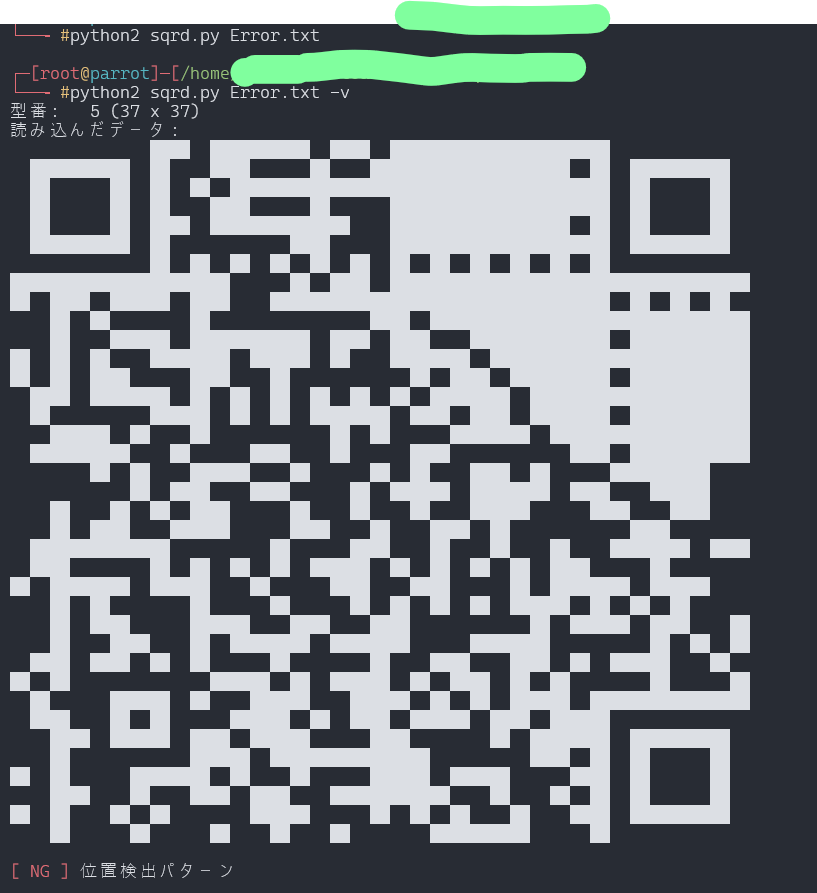 └──╼ #python2 sqrd.py Error.txt
┌─[root@parrot]─[/home
└──╼ #python2 sqrd.py Error.txt -v
型番:  5 (37 x 37)
読み込んだデータ:
[ NG ] 位置検出パターン